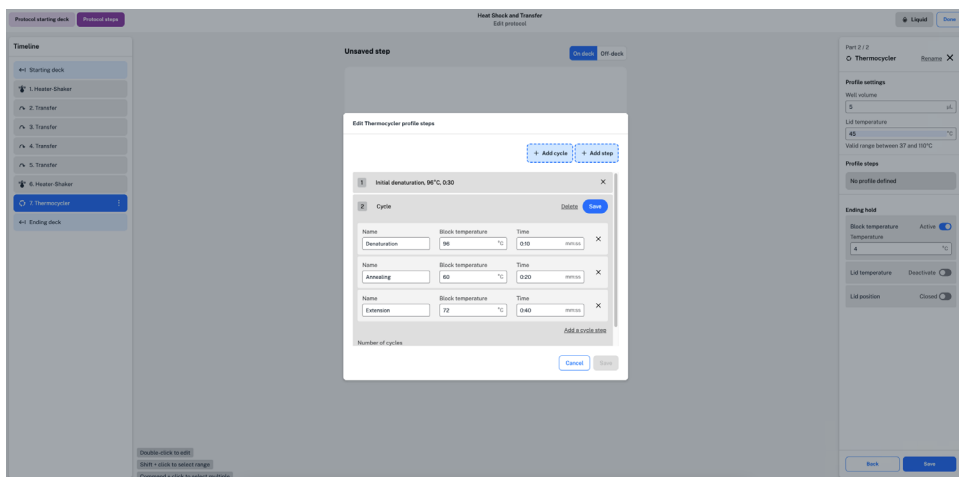 Protocol starting deck
Protocol steps
Heat Shock and Transfer
Edit protocol
Liquid
Done
Timeline
Starting deck
1. Heater-Shaker
2. Transfer
3. Transfer
4. Transfer
5. Transfer
6. Heater-Shaker
7. Thermocycler
Ending deck
Unsaved step
On-deck
Off-deck
Edit Thermocycler profile steps
+ Add cycle
+ Add step
1 Initial denaturation, 96°C, 0:30
2 Cycle
Delete
Save
Name Block temperature Time
Denaturation 96 °C 0:10 mm:ss
Name Block temperature Time
Annealing 60 °C 0:20 mm:ss
Name Block temperature Time
Extension 72 °C 0:40 mm:ss
Add a cycle step
Number of cycles
Cancel
Save
Part 2 / 2
Thermocycler
Rename
Profile settings
Well volume
5 µL
Lid temperature
45 °C
Valid range between 37 and 110°C
Profile steps
No profile defined
Ending hold
Block temperature Active
Temperature
4 °C
Lid temperature Deactivate
Lid position Closed
Back
Save
Double-click to edit
Shift + click to select range
Command + click to select multiple